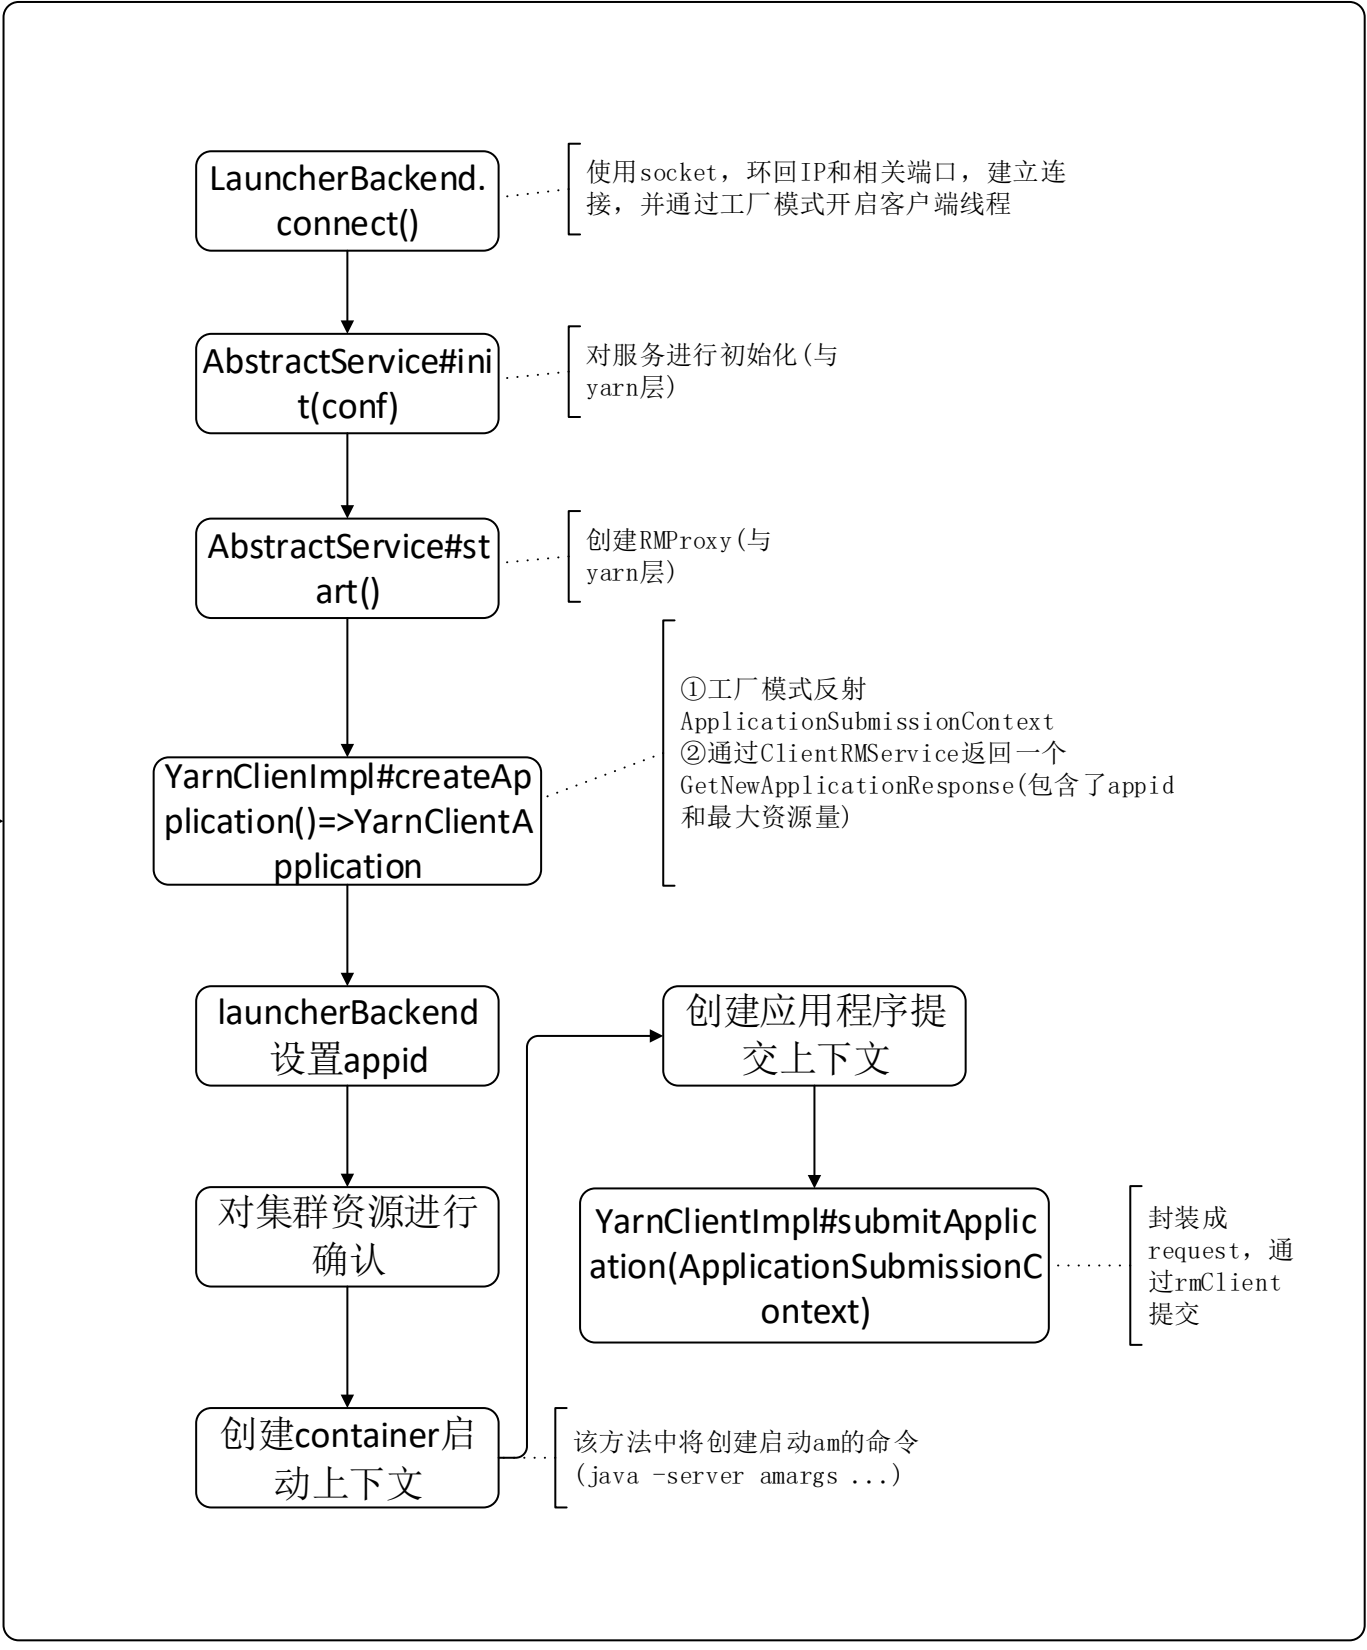 LauncherBackend.
connect()
使用socket，环回IP和相关端口，建立连
接，并通过工厂模式开启客户端线程
AbstractService#ini
t(conf)
对服务进行初始化(与
yarn层)
AbstractService#st
art()
创建RMProxy(与
yarn层)
①工厂模式反射
ApplicationSubmissionContext
②通过ClientRMService返回一个
GetNewApplicationResponse(包含了appid
和最大资源量)
YarnClienImpl#createAp
plication()=>YarnClientA
pplication
launcherBackend
设置appid
创建应用程序提
交上下文
对集群资源进行
确认
YarnClientImpl#submitApplic
ation(ApplicationSubmissionC
ontext)
封装成
request，通
过rmClient
提交
创建container启
动上下文
该方法中将创建启动am的命令
(java -server amargs ...)